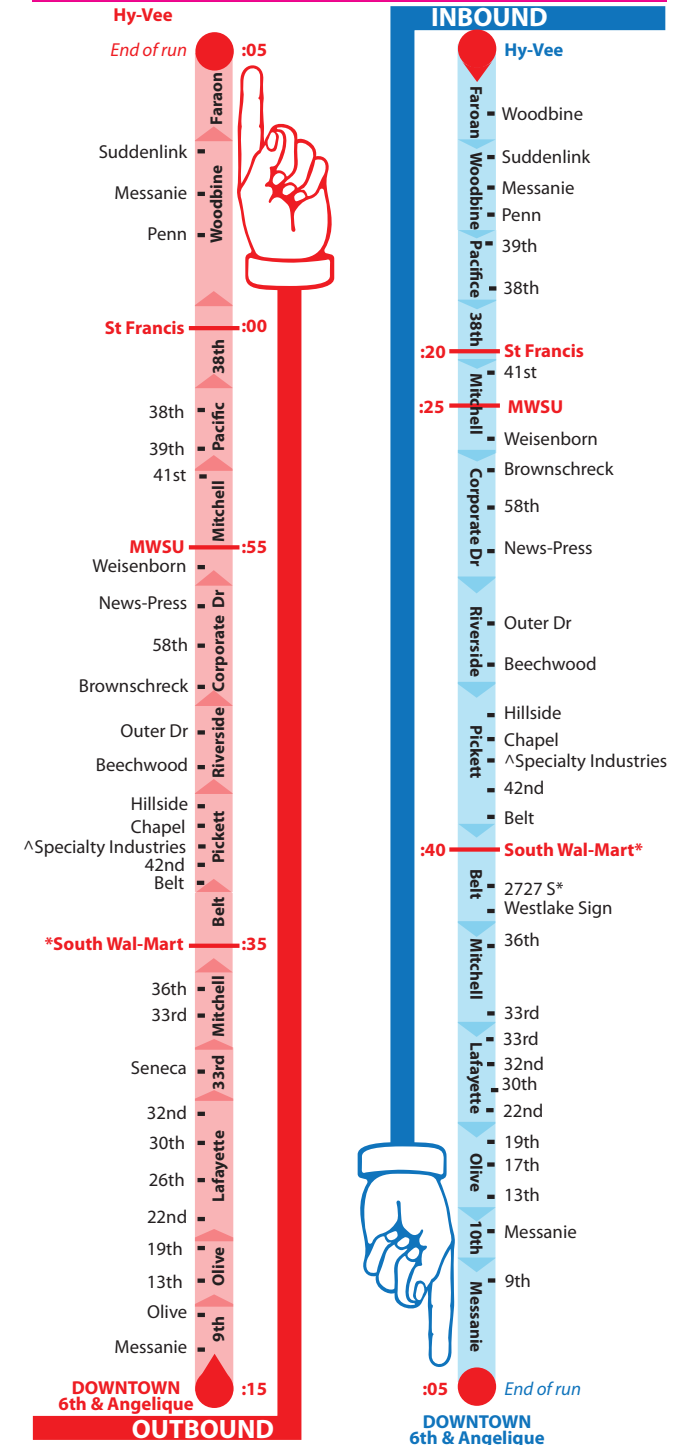 Hy-Vee
End of run :05
Faraon
Suddenlink
Messanie
Woodbine
Penn
St Francis :00
38th
38th
Pacific
39th
41st
Mitchell
MWSU :55
Weisenborn
News-Press
Corporate Dr
58th
Brownschreck
Outer Dr
Riverside
Beechwood
Hillside
Chapel
Pickett
^Specialty Industries
42nd
Belt
Belt
*South Wal-Mart :35
36th
Mitchell
33rd
Seneca
33rd
32nd
30th
Lafayette
26th
22nd
19th
Olive
13th
Olive
9th
Messanie
DOWNTOWN :15
6th & Angelique
OUTBOUND
INBOUND
Hy-Vee
Faroan
Woodbine
Suddenlink
Woodbine
Messanie
Penn
39th
Pacifice
38th
38th
:20 St Francis
41st
Mitchell
:25 MWSU
Weisenborn
Brownschreck
Corporate Dr
58th
News-Press
Outer Dr
Riverside
Beechwood
Hillside
Pickett
Chapel
^Specialty Industries
42nd
Belt
:40 South Wal-Mart*
Belt
2727 S*
Westlake Sign
36th
Mitchell
33rd
33rd
Lafayette
32nd
30th
22nd
19th
Olive
17th
13th
10th
Messanie
9th
Messanie
:05 End of run
DOWNTOWN
6th & Angelique